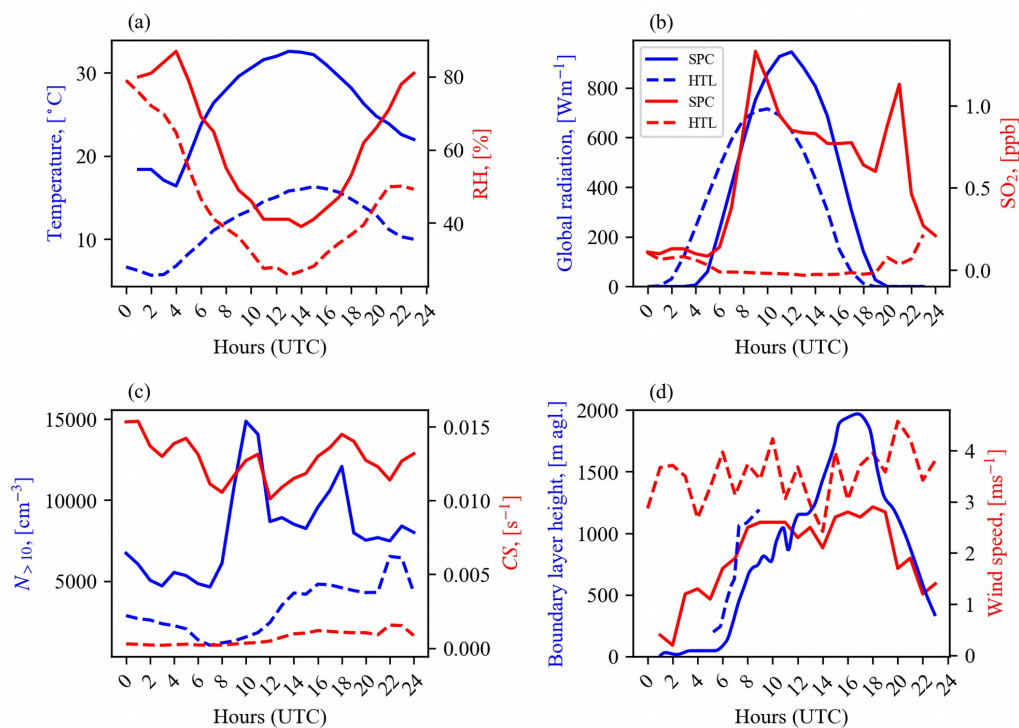 (a)
30
20
10
Temperature, [°C]
80
60
40
RH, [%]
0 2 4 6 8 10 12 14 16 18 20 22 24
Hours (UTC)
(b)
800
600
400
200
0
Global radiation, [Wm⁻¹]
SPC
HTL
SPC
HTL
1.0
0.5
0.0
SO₂, [ppb]
0 2 4 6 8 10 12 14 16 18 20 22 24
Hours (UTC)
(c)
15000
10000
5000
N>10, [cm⁻³]
0.015
0.010
0.005
0.000
CS, [s⁻¹]
0 2 4 6 8 10 12 14 16 18 20 22 24
Hours (UTC)
(d)
2000
1500
1000
500
0
Boundary layer height, [m agl.]
4
3
2
1
0
Wind speed, [ms⁻¹]
0 2 4 6 8 10 12 14 16 18 20 22 24
Hours (UTC)